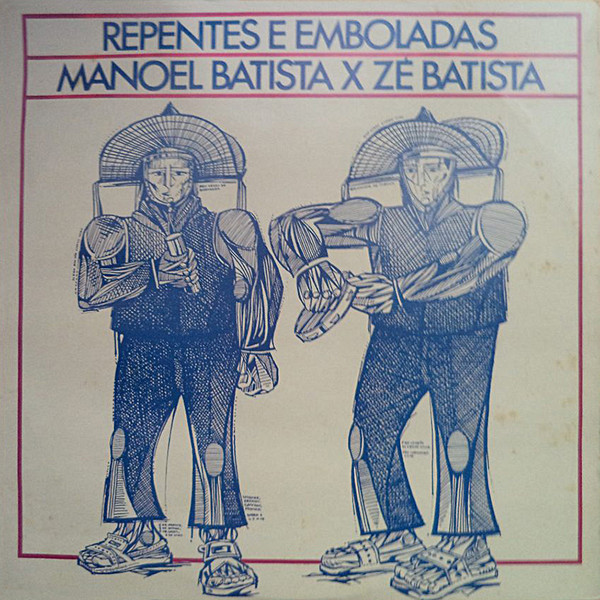 REPENTES E EMBOLADAS
MANOEL BATISTA X ZÉ BATISTA